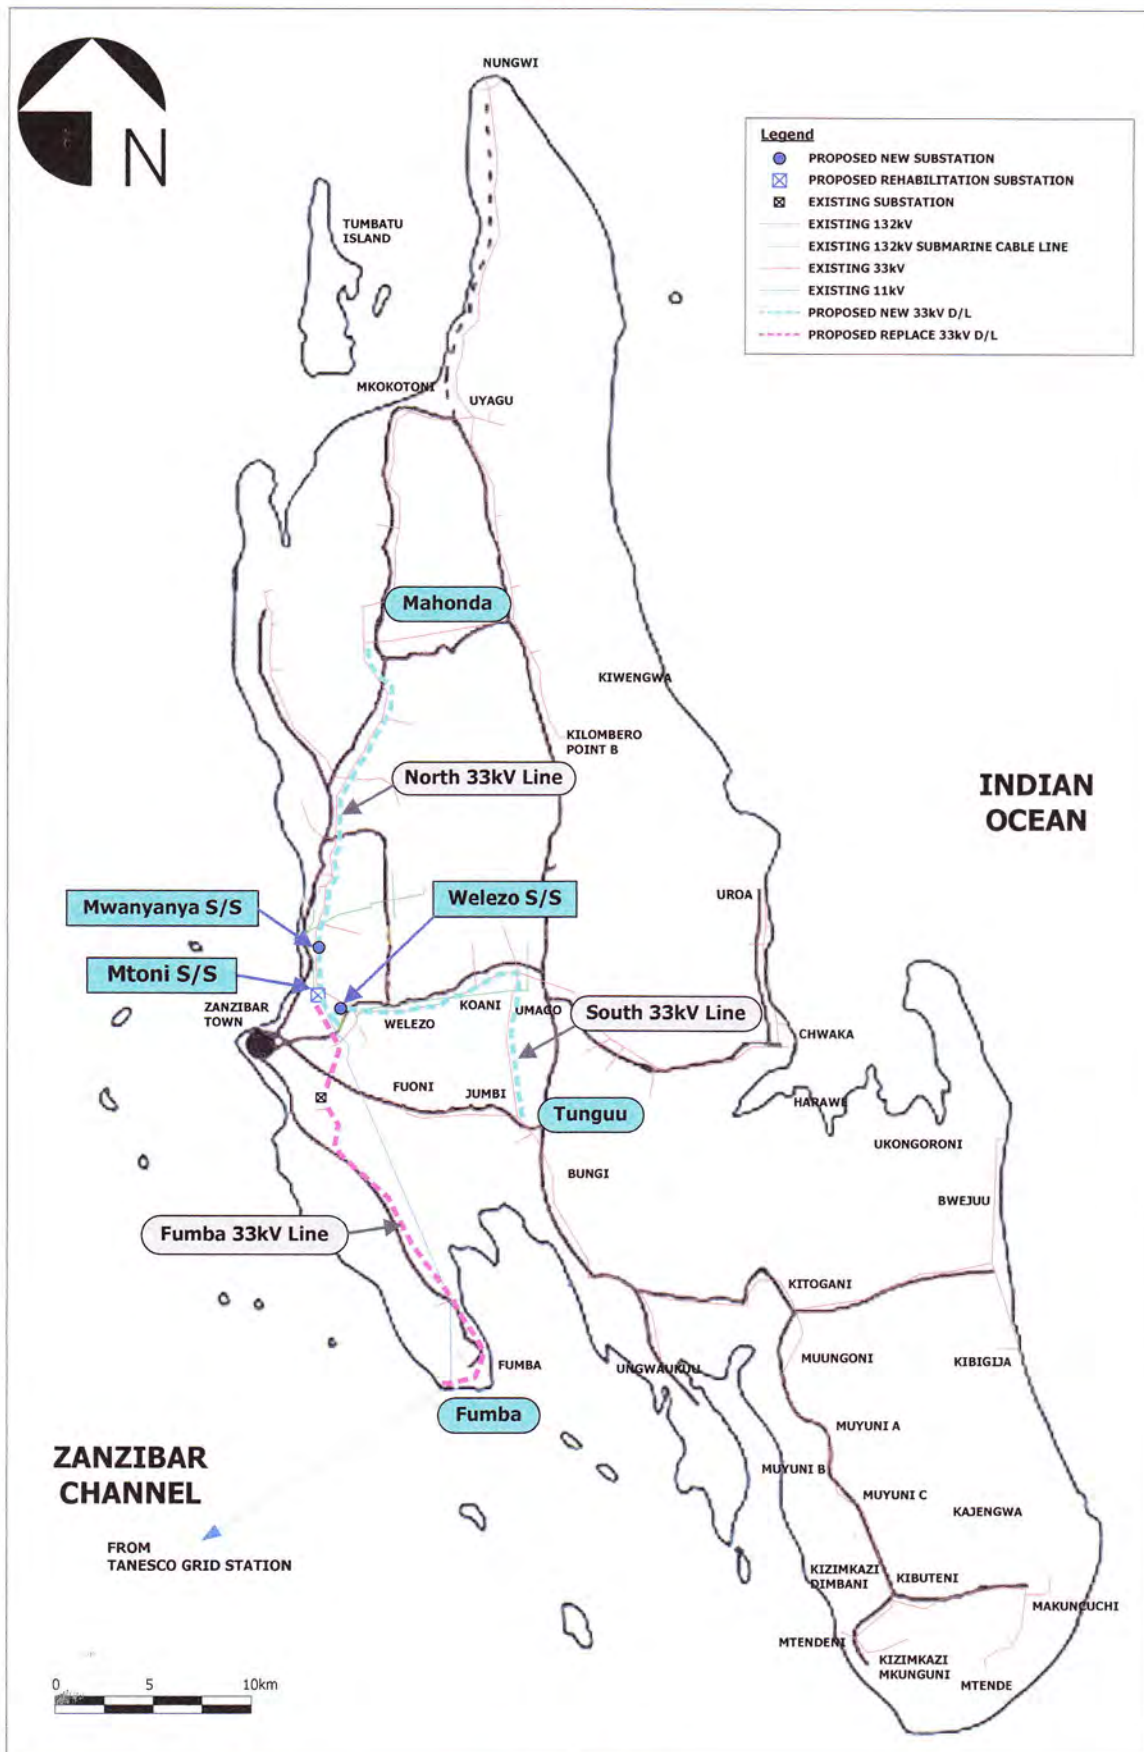 NUNGWI
N
Legend
PROPOSED NEW SUBSTATION
PROPOSED REHABILITATION SUBSTATION
EXISTING SUBSTATION
EXISTING 132kV
EXISTING 132kV SUBMARINE CABLE LINE
EXISTING 33kV
EXISTING 11kV
PROPOSED NEW 33kV D/L
PROPOSED REPLACE 33kV D/L
TUMBATU
ISLAND
MKOKOTONI
UYAGU
Mahonda
KIWENGWA
KILOMBERO
POINT B
North 33kV Line
INDIAN
OCEAN
UROA
Welezo S/S
Mwanyanya S/S
Mtoni S/S
ZANZIBAR
TOWN
WELEZO
KOANI
UMAGO
South 33kV Line
CHWAKA
FUONI
JUMBI
Tunguu
HARAWE
UKONGORONI
BUNGI
BWEJUU
Fumba 33kV Line
KITOGANI
MUUNGONI
KIBIGIJA
UNGWAUKUU
FUMBA
Fumba
MUYUNI A
ZANZIBAR
CHANNEL
MUYUNI B
MUYUNI C
KAJENGWA
FROM
TANESCO GRID STATION
KIZIMKAZI
DIMBANI
KIBUTENI
MAKUNCUCHI
MTENDENI
KIZIMKAZI
MKUNGUNI
MTENDE
0 5 10km